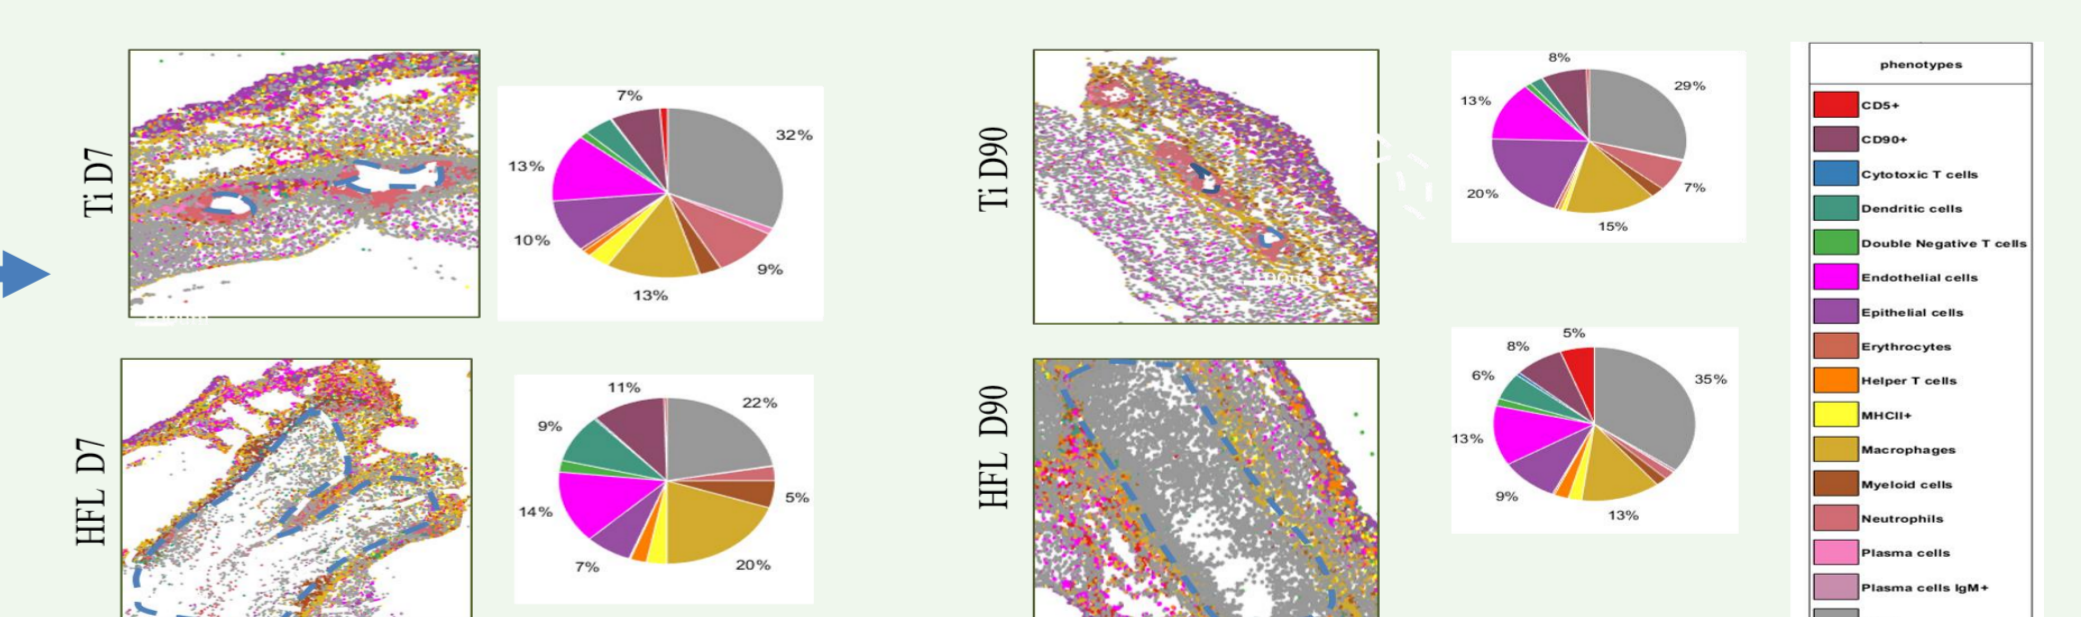 Ti D7
7%
32%
13%
10%
9%
13%
Ti D90
8%
29%
13%
20%
7%
15%
HFL D7
11%
22%
9%
14%
5%
7%
20%
HFL D90
5%
8%
6%
35%
13%
9%
13%
phenotypes
CD5+
CD90+
Cytotoxic T cells
Dendritic cells
Double Negative T cells
Endothelial cells
Epithelial cells
Erythrocytes
Helper T cells
MHCII+
Macrophages
Myeloid cells
Neutrophils
Plasma cells
Plasma cells IgM+